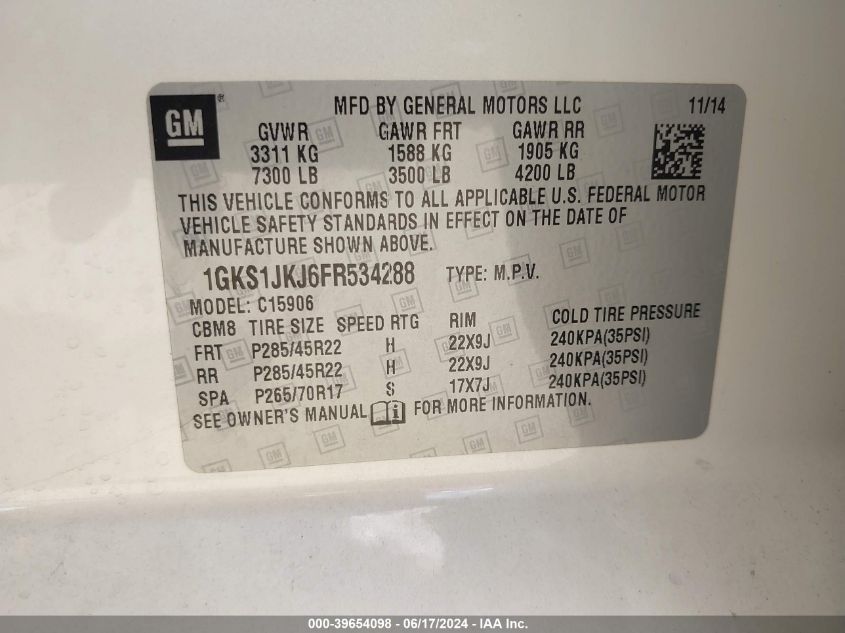 GM ®
MFD BY GENERAL MOTORS LLC 11/14
GVWR GAWR FRT GAWR RR
3311 KG 1588 KG 1905 KG
7300 LB 3500 LB 4200 LB
THIS VEHICLE CONFORMS TO ALL APPLICABLE U.S. FEDERAL MOTOR
VEHICLE SAFETY STANDARDS IN EFFECT ON THE DATE OF
MANUFACTURE SHOWN ABOVE.
1GKS1JKJ6FR534288 TYPE: M.P.V.
MODEL: C15906
CBM8 TIRE SIZE SPEED RTG RIM COLD TIRE PRESSURE
FRT P285/45R22 H 22X9J 240KPA(35PSI)
RR P285/45R22 H 22X9J 240KPA(35PSI)
SPA P265/70R17 S 17X7J 240KPA(35PSI)
SEE OWNER'S MANUAL i FOR MORE INFORMATION.
000-39654098 - 06/17/2024 - IAA Inc.